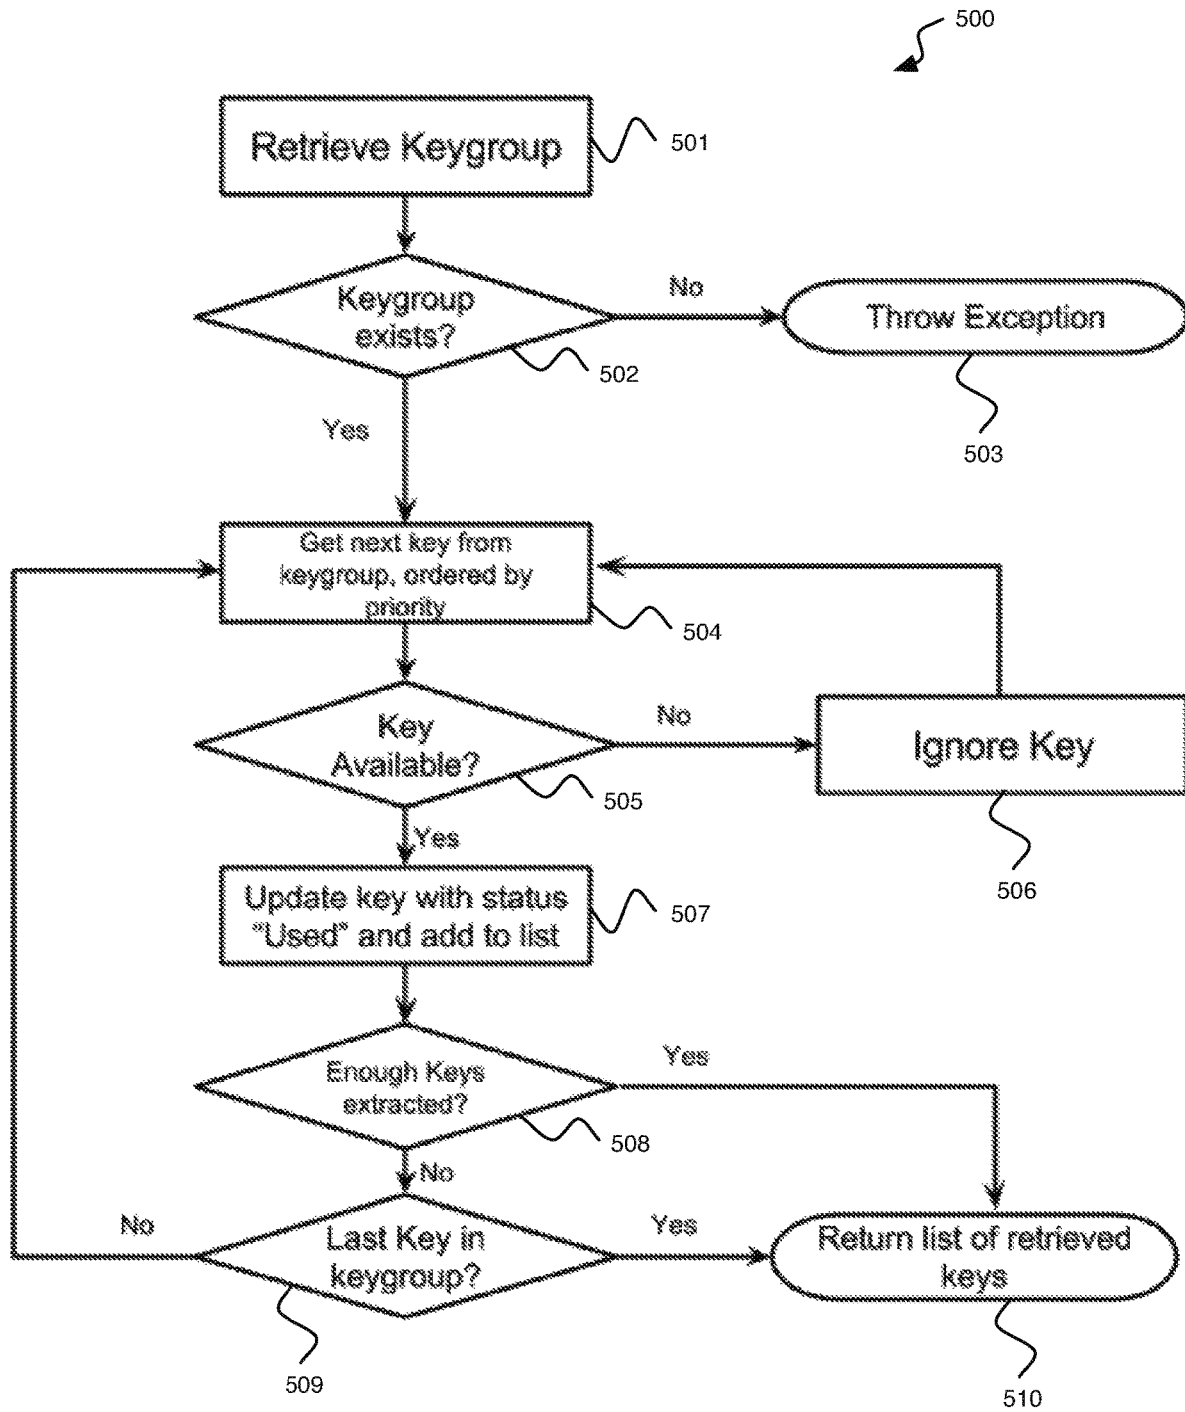 500
Retrieve Keygroup
501
Keygroup
exists?
502
No
Throw Exception
503
Yes
Get next key from
keygroup, ordered by
priority
504
Key
Available?
505
No
Ignore Key
506
Yes
Update key with status
“Used” and add to list
507
Enough Keys
extracted?
508
Yes
No
Last Key in
keygroup?
509
No
Yes
Return list of retrieved
keys
510